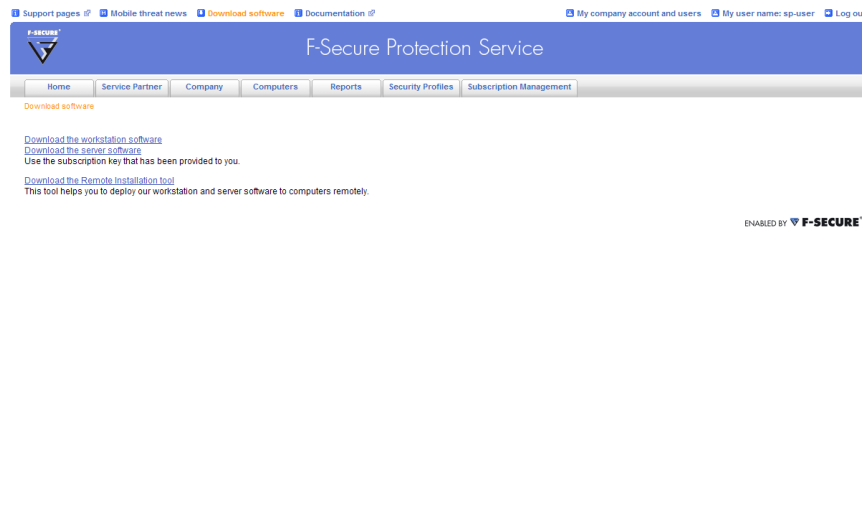 Support pages Mobile threat news Download software Documentation My company account and users My user name: sp-user Log ou
F-SECURE
F-Secure Protection Service
Home Service Partner Company Computers Reports Security Profiles Subscription Management
Download software
Download the workstation software
Download the server software
Use the subscription key that has been provided to you.
Download the Remote Installation tool
This tool helps you to deploy our workstation and server software to computers remotely.
ENABLED BY F-SECURE